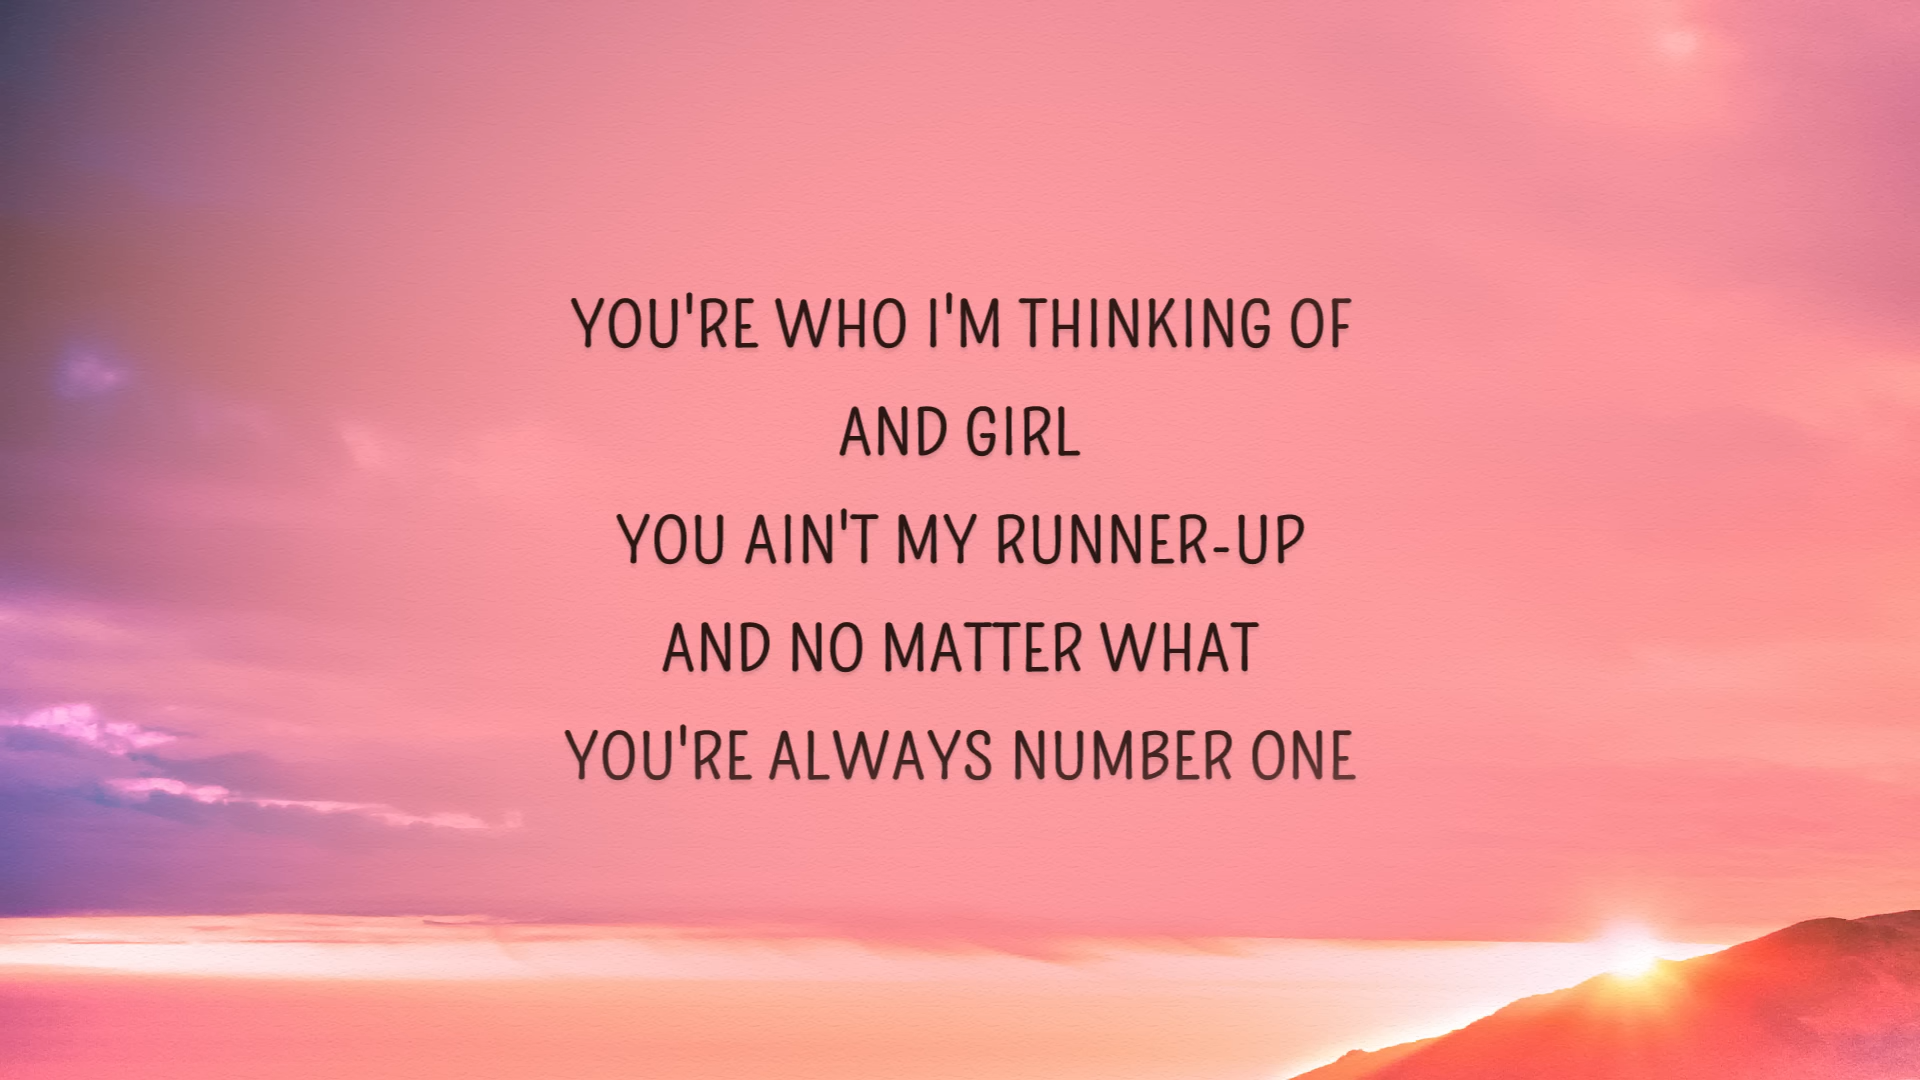 YOU'RE WHO I'M THINKING OF
AND GIRL
YOU AIN'T MY RUNNER-UP
AND NO MATTER WHAT
YOU'RE ALWAYS NUMBER ONE